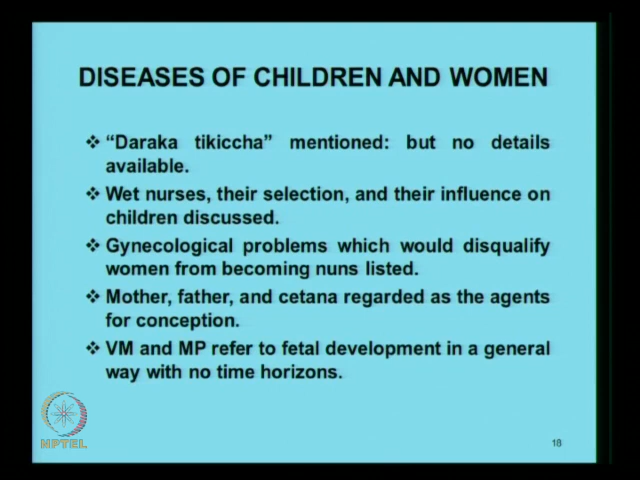 DISEASES OF CHILDREN AND WOMEN
❖ “Daraka tikiccha” mentioned: but no details
available.
❖ Wet nurses, their selection, and their influence on
children discussed.
❖ Gynecological problems which would disqualify
women from becoming nuns listed.
❖ Mother, father, and cetana regarded as the agents
for conception.
❖ VM and MP refer to fetal development in a general
way with no time horizons.
NPTEL
18